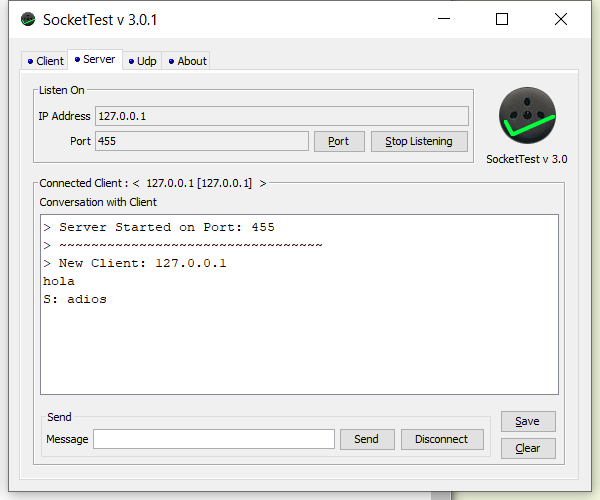 SocketTest v 3.0.1
Client Server Udp About
Listen On
IP Address 127.0.0.1
Port 455 Port Stop Listening
SocketTest v 3.0
Connected Client : < 127.0.0.1 [127.0.0.1] >
Conversation with Client
> Server Started on Port: 455
> ~~~~~~~~~~~~~~~~~~~~~~~~~~~~~~~~~
> New Client: 127.0.0.1
hola
S: adios
Send
Message Send Disconnect
Save
Clear